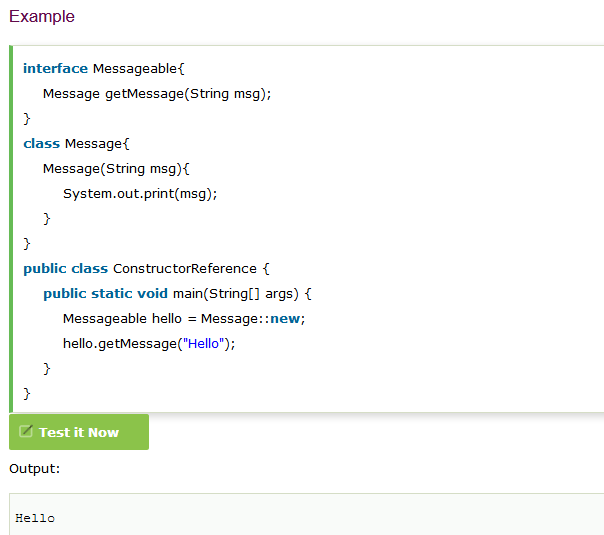 Example
interface Messageable{
Message getMessage(String msg);
}
class Message{
Message(String msg){
System.out.print(msg);
}
}
public class ConstructorReference {
public static void main(String[] args) {
Messageable hello = Message::new;
hello.getMessage("Hello");
}
}
Test it Now
Output:
Hello